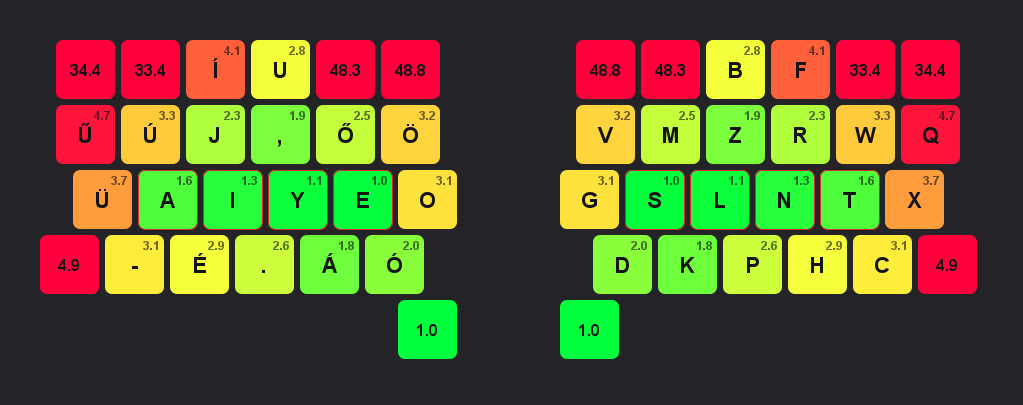 34.4 33.4 4.1 Í 2.8 U 48.3 48.8 48.8 48.3 2.8 B 4.1 F 33.4 34.4
4.7 Ű 3.3 Ú 2.3 J 1.9 , 2.5 Ő 3.2 Ö 3.2 V 2.5 M 1.9 Z 2.3 R 3.3 W 4.7 Q
3.7 Ü 1.6 A 1.3 I 1.1 Y 1.0 E 3.1 O 3.1 G 1.0 S 1.1 L 1.3 N 1.6 T 3.7 X
4.9 3.1 - 2.9 É 2.6 . 1.8 Á 2.0 Ó 2.0 D 1.8 K 2.6 P 2.9 H 3.1 C 4.9
1.0 1.0